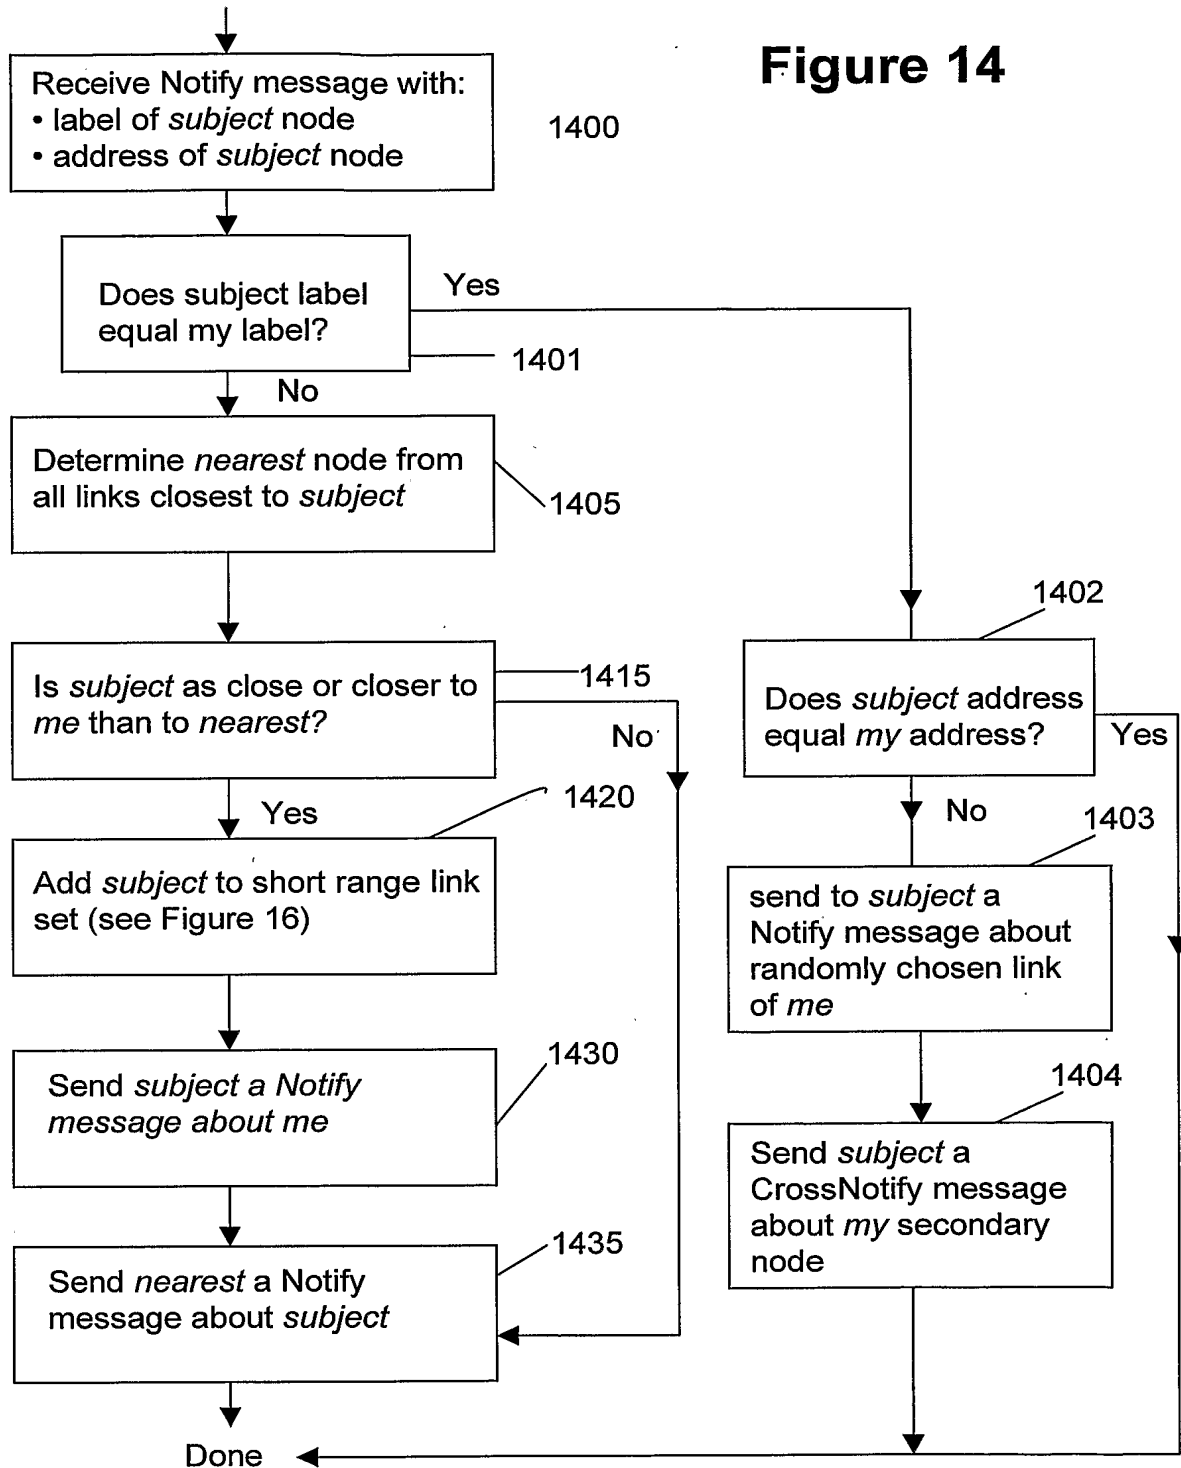 Figure 14
Receive Notify message with:
• label of subject node
• address of subject node
1400
Does subject label
equal my label?
Yes
1401
No
Determine nearest node from
all links closest to subject
1405
Is subject as close or closer to
me than to nearest?
1415
No
Yes
1420
Add subject to short range link
set (see Figure 16)
Send subject a Notify
message about me
1430
Send nearest a Notify
message about subject
1435
Done
1402
Does subject address
equal my address?
Yes
No
1403
send to subject a
Notify message about
randomly chosen link
of me
1404
Send subject a
CrossNotify message
about my secondary
node